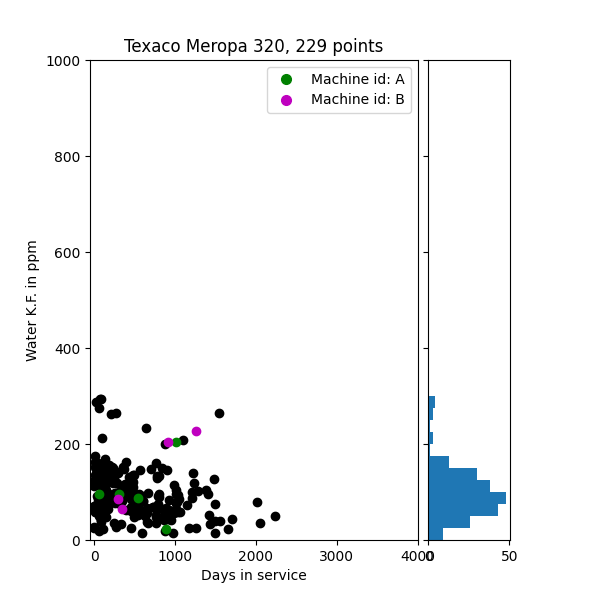 Texaco Meropa 320, 229 points
Machine id: A
Machine id: B
Water K.F. in ppm
1000
800
600
400
200
0
0 1000 2000 3000 4000
0 50
Days in service